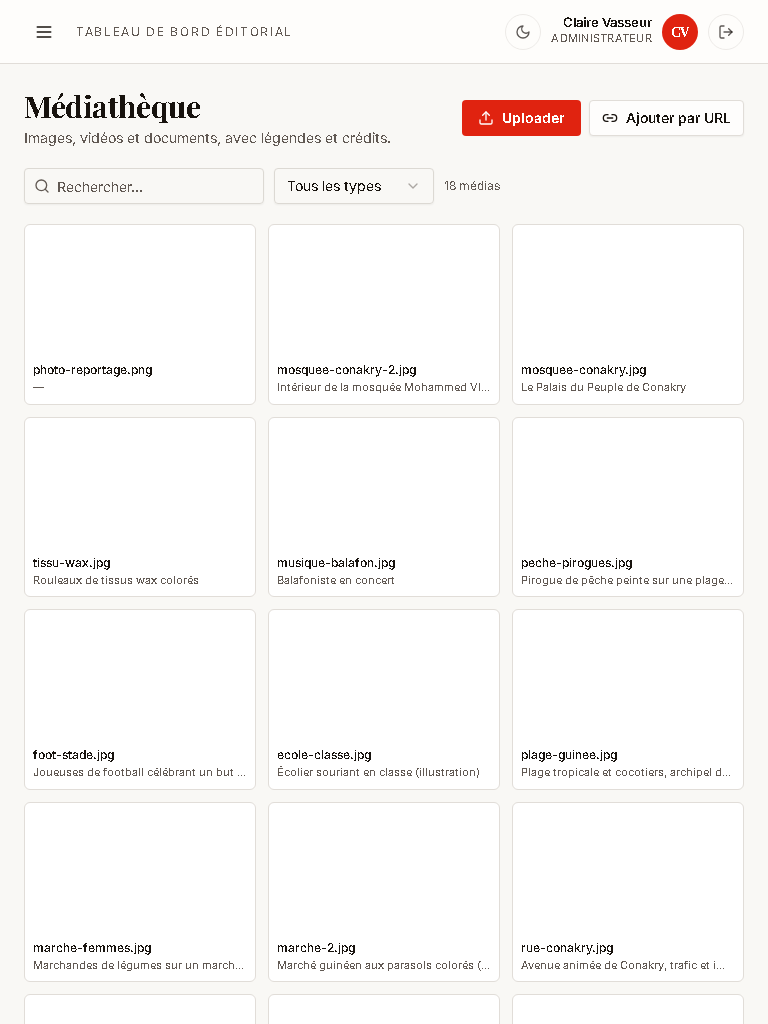 TABLEAU DE BORD ÉDITORIAL
Claire Vasseur
ADMINISTRATEUR
CV
Médiathèque
Images, vidéos et documents, avec légendes et crédits.
Uploader
Ajouter par URL
Rechercher...
Tous les types
18 médias
photo-reportage.png
—
mosquee-conakry-2.jpg
Intérieur de la mosquée Mohammed VI...
mosquee-conakry.jpg
Le Palais du Peuple de Conakry
tissu-wax.jpg
Rouleaux de tissus wax colorés
musique-balafon.jpg
Balafoniste en concert
peche-pirogues.jpg
Pirogue de pêche peinte sur une plage...
foot-stade.jpg
Joueuses de football célébrant un but ...
ecole-classe.jpg
Écolier souriant en classe (illustration)
plage-guinee.jpg
Plage tropicale et cocotiers, archipel d...
marche-femmes.jpg
Marchandes de légumes sur un march...
marche-2.jpg
Marché guinéen aux parasols colorés (...
rue-conakry.jpg
Avenue animée de Conakry, trafic et i...